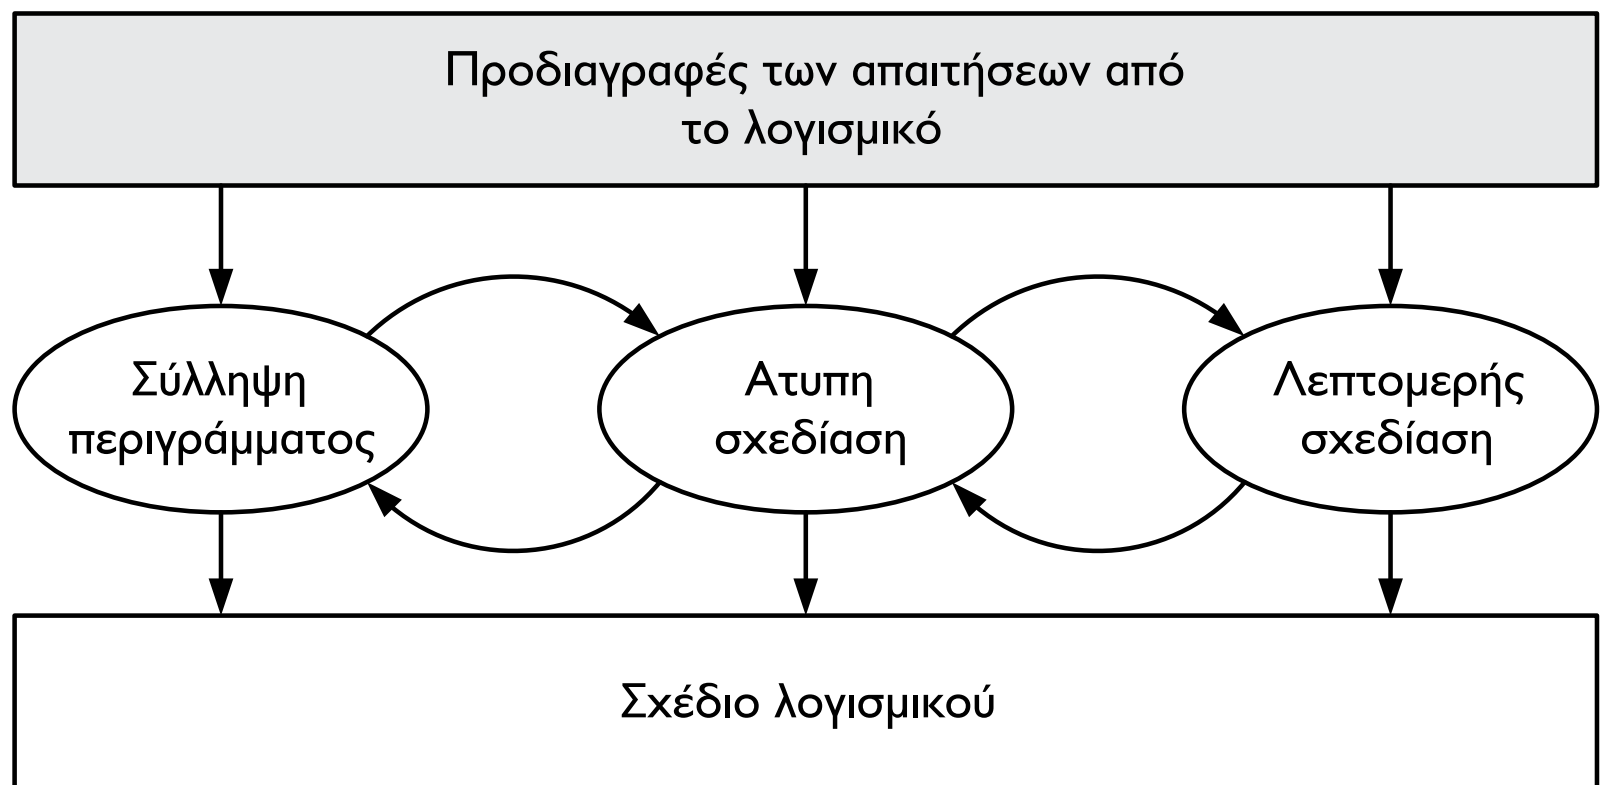 Προδιαγραφές των απαιτήσεων από
το λογισμικό
Σύλληψη
περιγράμματος
Ατυπη
σχεδίαση
Λεπτομερής
σχεδίαση
Σχέδιο λογισμικού